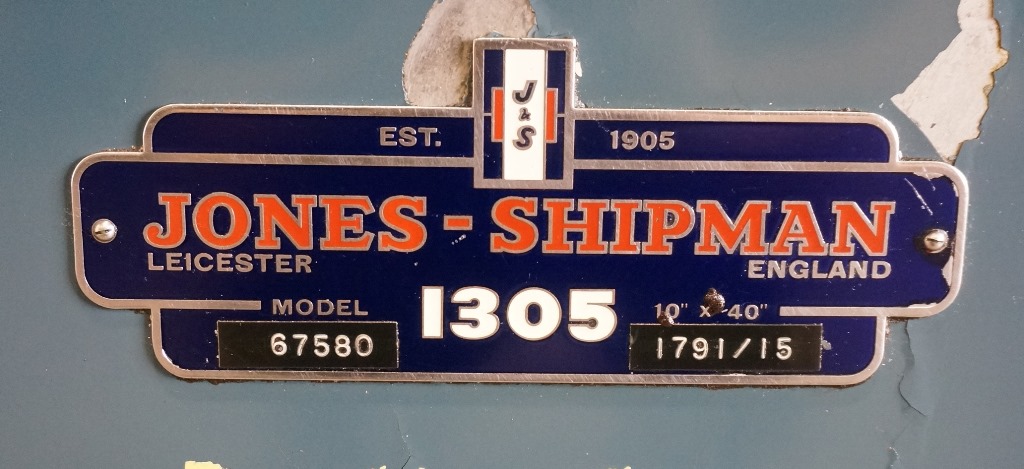 J & S
EST. 1905
JONES-SHIPMAN
LEICESTER ENGLAND
MODEL 1305 10" x 40"
67580 1791/15